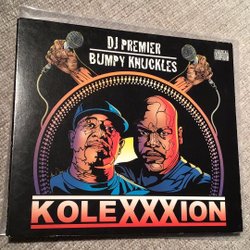 DJ PREMIER
BUMPY KNUCKLES
KOLEXXXION